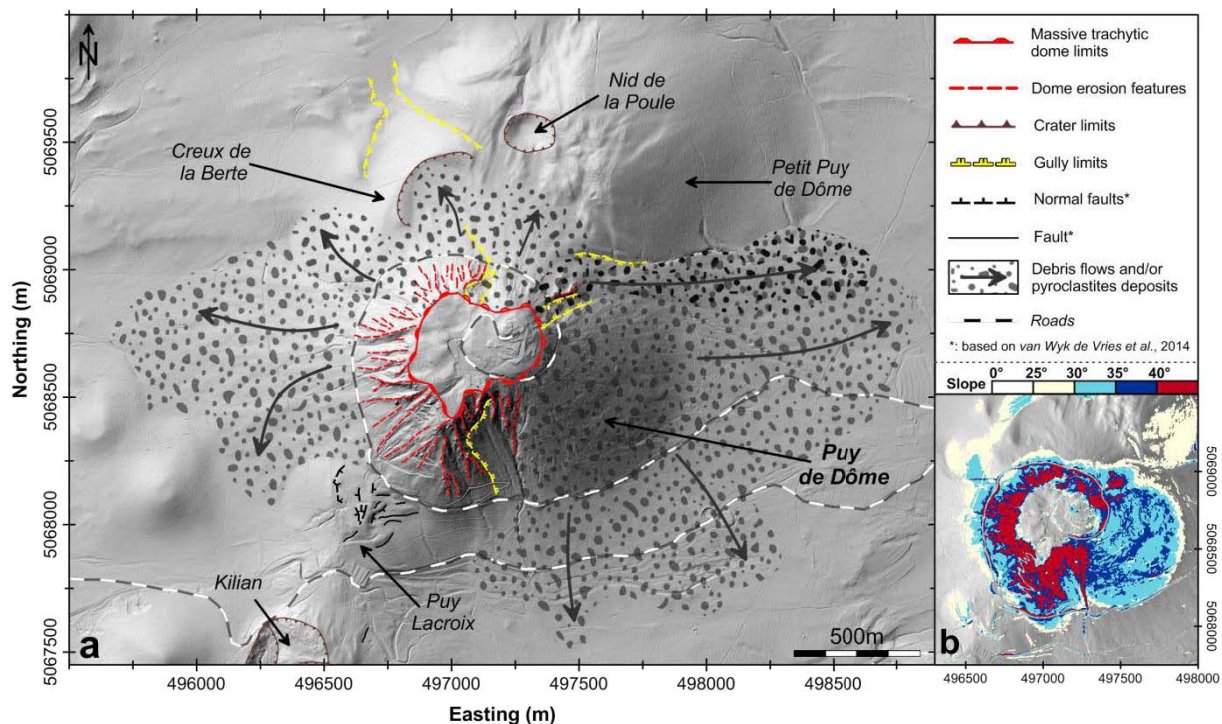 N
Nid de
la Poule
Creux de
la Berte
Petit Puy
de Dôme
Puy
de Dôme
Kilian
Puy
Lacroix
500m
a
5069500
5069000
5068500
5068000
5067500
Northing (m)
496000
496500
497000
497500
498000
498500
Easting (m)
Massive trachytic
dome limits
Dome erosion features
Crater limits
Gully limits
Normal faults*
Fault*
Debris flows and/or
pyroclastites deposits
Roads
*: based on van Wyk de Vries et al., 2014
Slope 0° 25 30 35 40
b
5069000
5068500
5068000
496500
497000
497500
498000